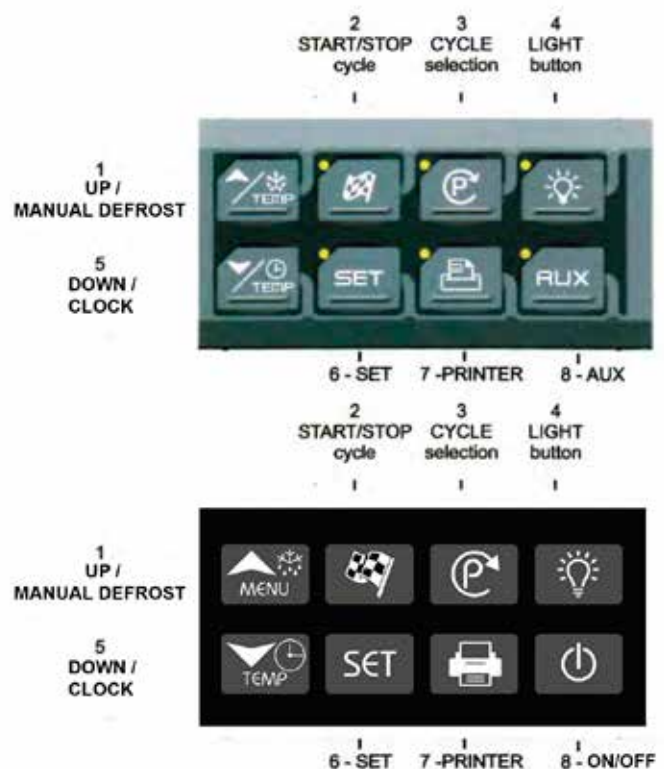 2 3 4
START/STOP CYCLE LIGHT
cycle selection button
1
UP /
MANUAL DEFROST
TEMP
P
5
DOWN /
CLOCK
TEMP SET AUX
6 - SET 7 -PRINTER 8 - AUX
2 3 4
START/STOP CYCLE LIGHT
cycle selection button
1
UP /
MANUAL DEFROST
MENU
P
5
DOWN /
CLOCK
TEMP SET
6 - SET 7 -PRINTER 8 - ON/OFF